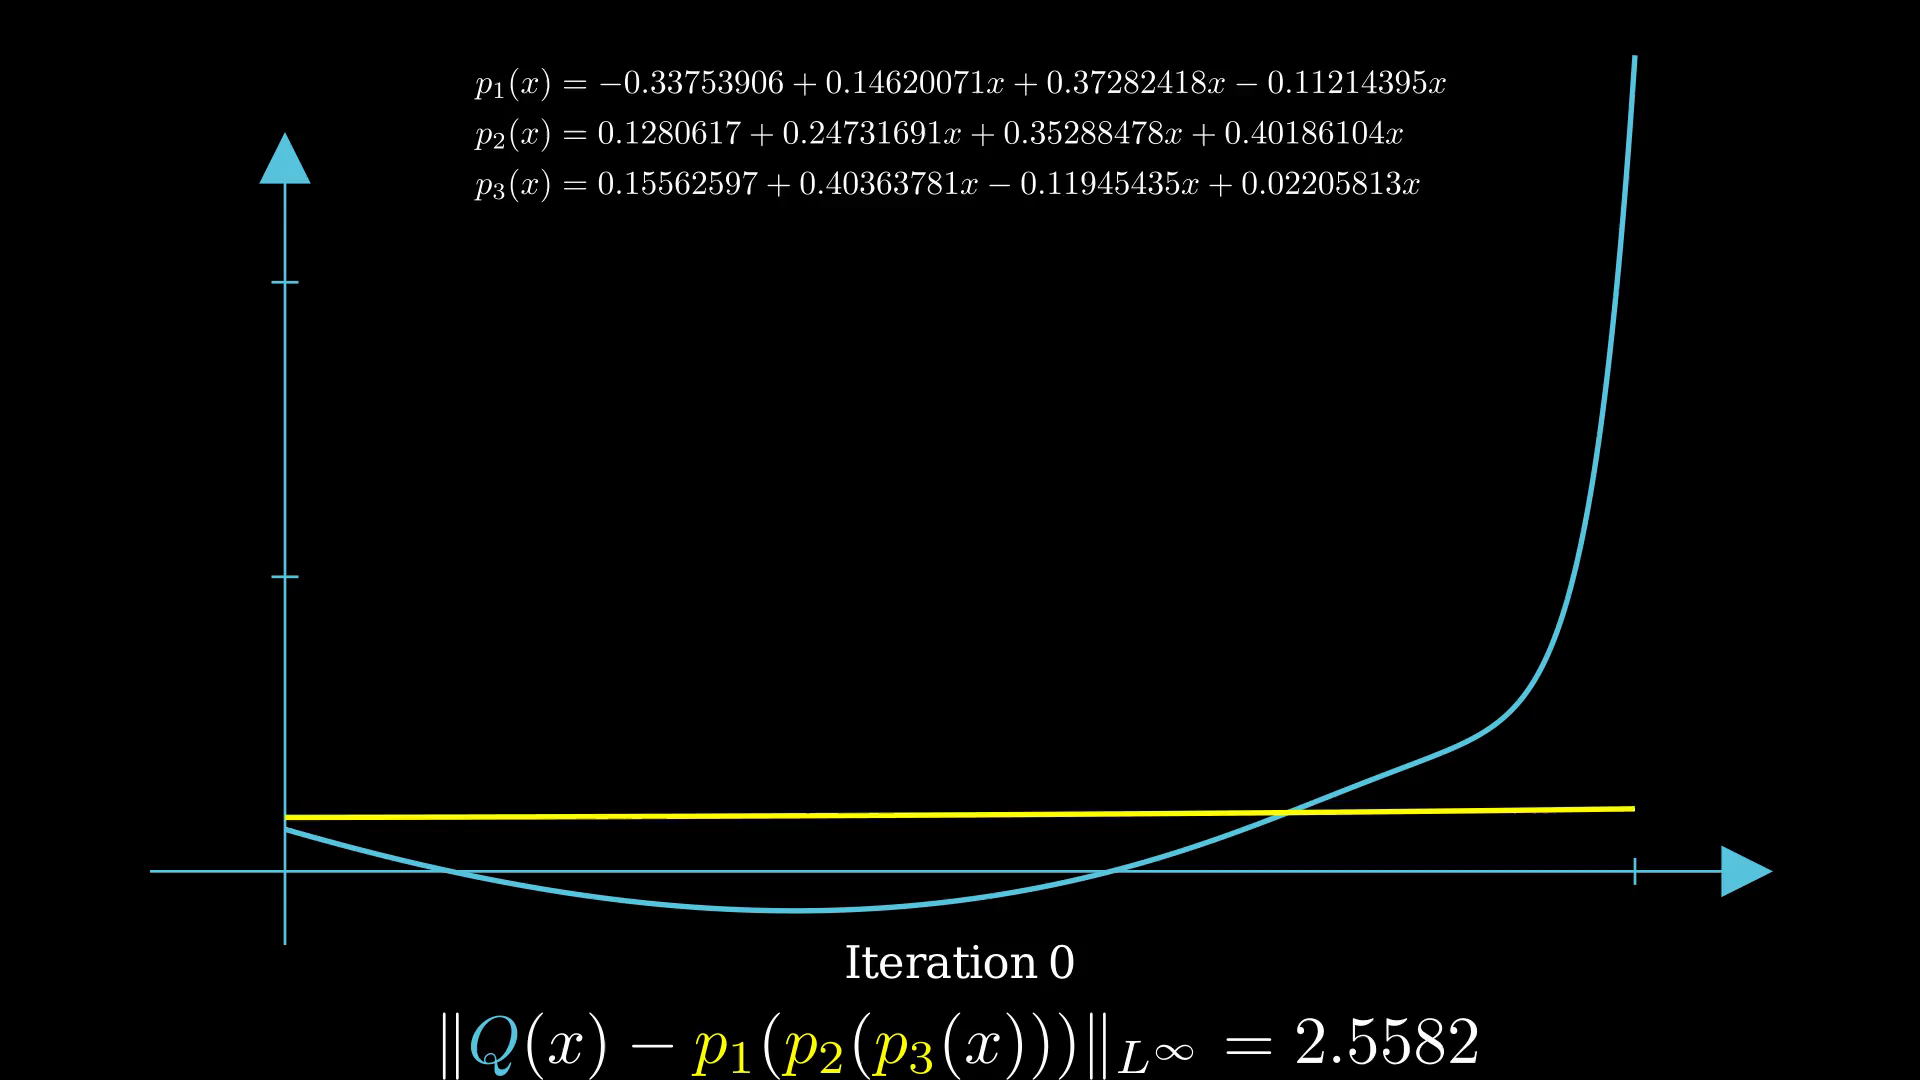 p₁(x) = −0.33753906 + 0.14620071x + 0.37282418x − 0.11214395x
p₂(x) = 0.1280617 + 0.24731691x + 0.35288478x + 0.40186104x
p₃(x) = 0.15562597 + 0.40363781x − 0.11945435x + 0.02205813x
Iteration 0
‖Q(x) − p₁(p₂(p₃(x)))‖_{L^∞} = 2.5582